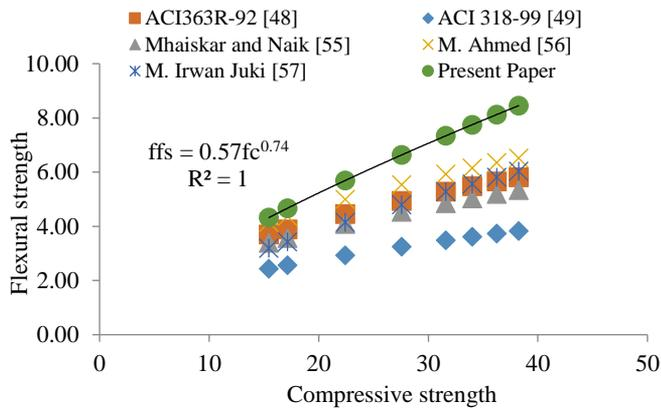 ACI363R-92 [48]
ACI 318-99 [49]
Mhaiskar and Naik [55]
M. Ahmed [56]
M. Irwan Juki [57]
Present Paper
10.00
8.00
6.00
4.00
2.00
0.00
Flexural strength
ffs = 0.57fc^0.74
R² = 1
0
10
20
30
40
50
Compressive strength